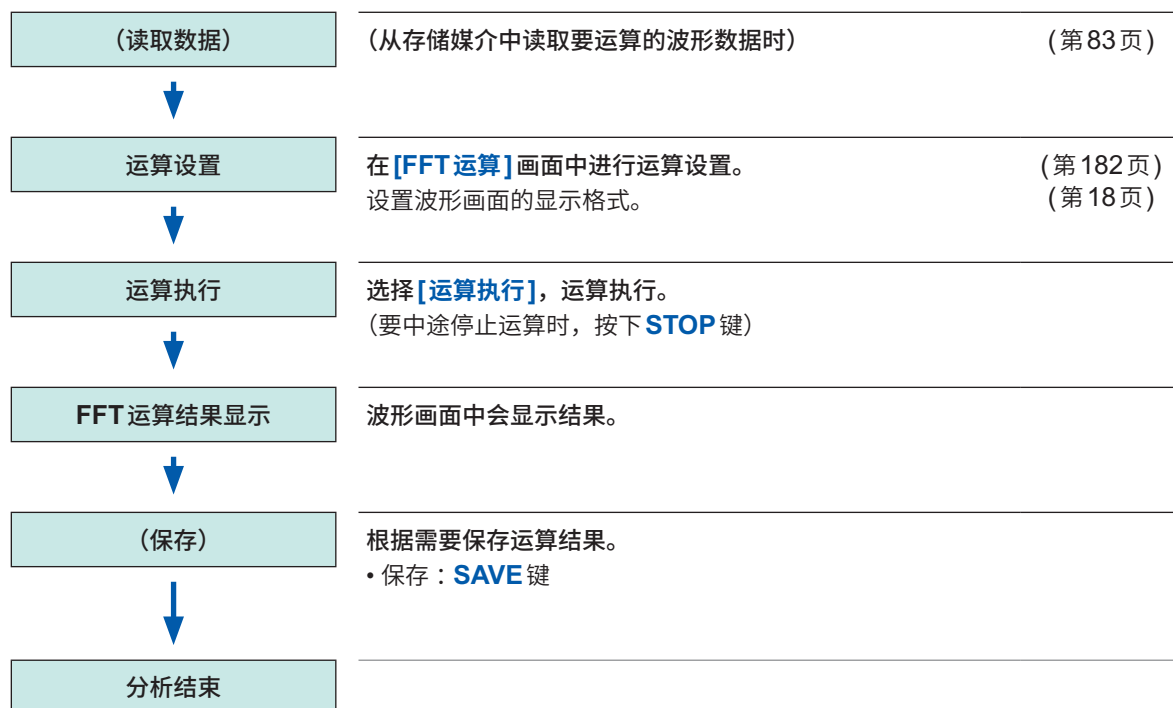 （读取数据）
（从存储媒介中读取要运算的波形数据时）
(第83页)
运算设置
在[FFT运算]画面中进行运算设置。
(第182页)
设置波形画面的显示格式。
(第18页)
运算执行
选择[运算执行]，运算执行。
（要中途停止运算时，按下STOP键）
FFT运算结果显示
波形画面中会显示结果。
（保存）
根据需要保存运算结果。
• 保存：SAVE键
分析结束